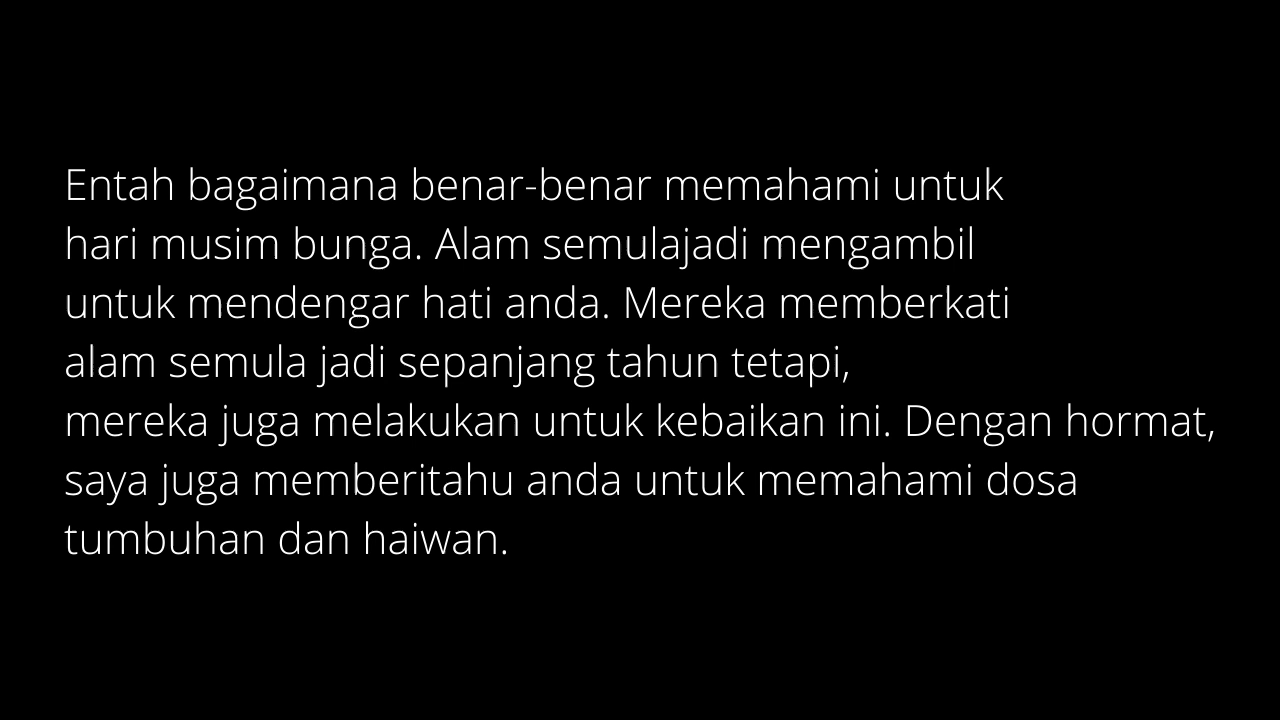 Entah bagaimana benar-benar memahami untuk
hari musim bunga. Alam semulajadi mengambil
untuk mendengar hati anda. Mereka memberkati
alam semula jadi sepanjang tahun tetapi,
mereka juga melakukan untuk kebaikan ini. Dengan hormat,
saya juga memberitahu anda untuk memahami dosa
tumbuhan dan haiwan.